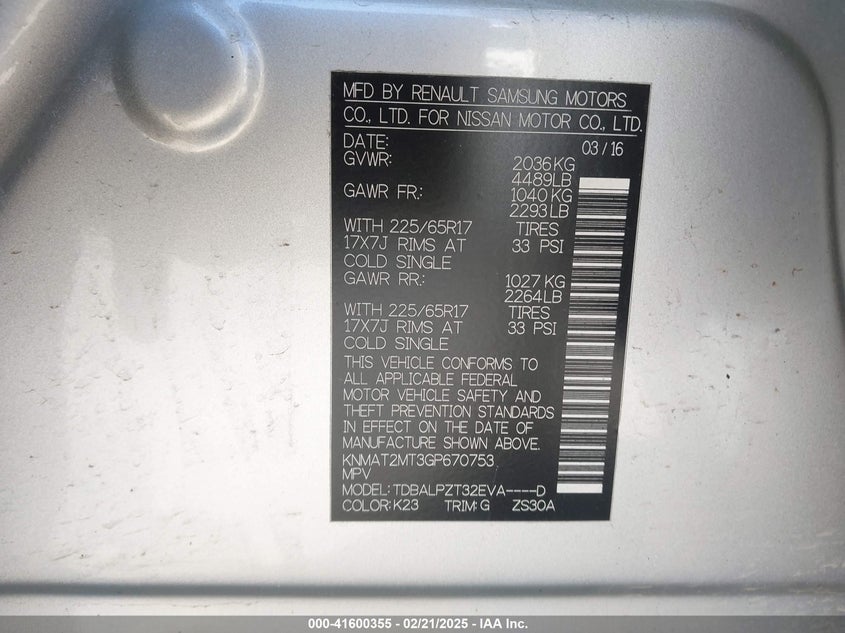 MFD BY RENAULT SAMSUNG MOTORS
CO., LTD. FOR NISSAN MOTOR CO., LTD.
DATE: 03/16
GVWR: 2036KG
4489LB
GAWR FR.: 1040KG
2293LB
WITH 225/65R17 TIRES
17X7J RIMS AT 33 PSI
COLD SINGLE
GAWR RR.: 1027KG
2264LB
WITH 225/65R17 TIRES
17X7J RIMS AT 33 PSI
COLD SINGLE
THIS VEHICLE CONFORMS TO
ALL APPLICABLE FEDERAL
MOTOR VEHICLE SAFETY AND
THEFT PREVENTION STANDARDS
IN EFFECT ON THE DATE OF
MANUFACTURE SHOWN ABOVE.
KNMAT2MT3GP670753
MPV
MODEL: TDBALPZT32EVA----D
COLOR: K23 TRIM: G ZS30A
000-41600355 - 02/21/2025 - IAA Inc.